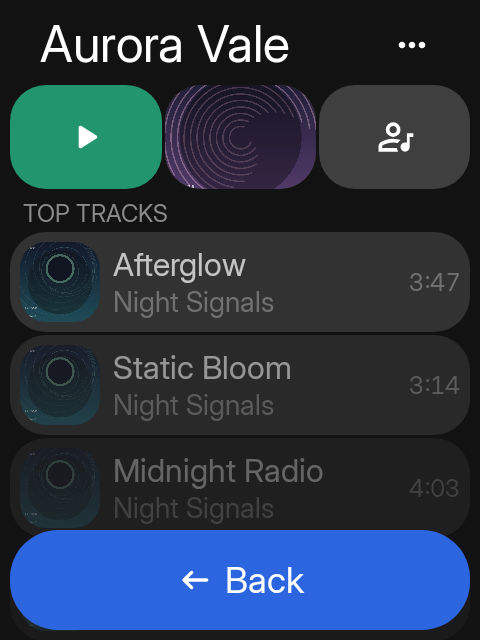 Aurora Vale
TOP TRACKS
Afterglow
Night Signals
3:47
Static Bloom
Night Signals
3:14
Midnight Radio
Night Signals
4:03
Back